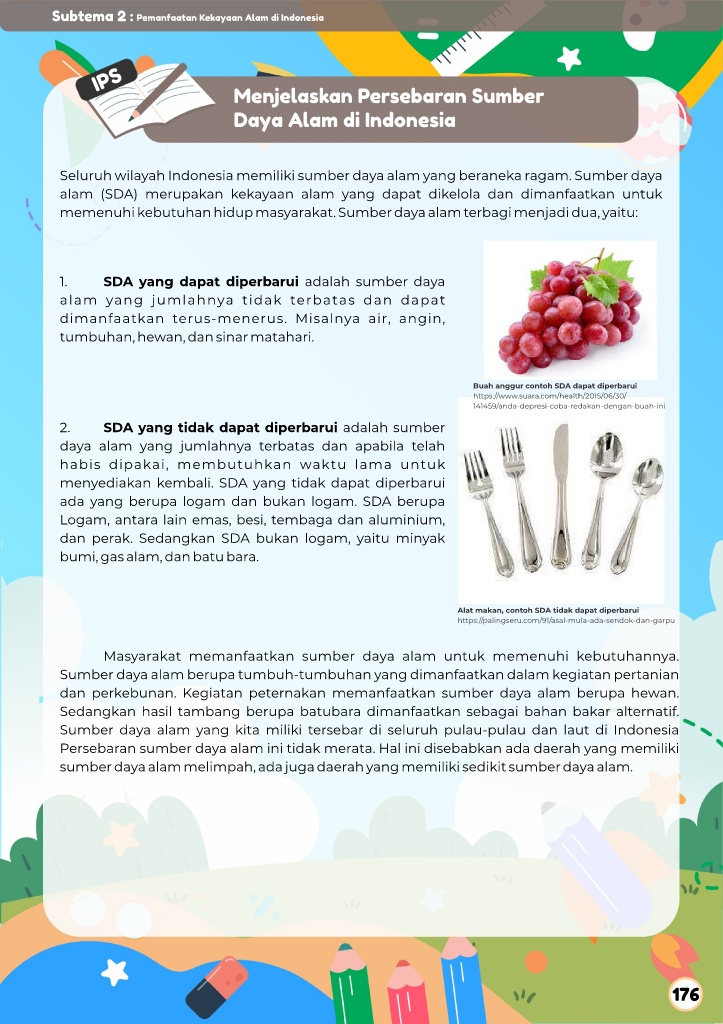 Subtema 2 : Pemanfaatan Kekayaan Alam di Indonesia
IPS
Menjelaskan Persebaran Sumber
Daya Alam di Indonesia
Seluruh wilayah Indonesia memiliki sumber daya alam yang beraneka ragam. Sumber daya
alam (SDA) merupakan kekayaan alam yang dapat dikelola dan dimanfaatkan untuk
memenuhi kebutuhan hidup masyarakat. Sumber daya alam terbagi menjadi dua, yaitu:
1. SDA yang dapat diperbarui adalah sumber daya
alam yang jumlahnya tidak terbatas dan dapat
dimanfaatkan terus-menerus. Misalnya air, angin,
tumbuhan, hewan, dan sinar matahari.
Buah anggur contoh SDA dapat diperbarui
https://www.suara.com/health/2015/06/30/
141459/anda-depresi-coba-redakan-dengan-buah-ini
2. SDA yang tidak dapat diperbarui adalah sumber
daya alam yang jumlahnya terbatas dan apabila telah
habis dipakai, membutuhkan waktu lama untuk
menyediakan kembali. SDA yang tidak dapat diperbarui
ada yang berupa logam dan bukan logam. SDA berupa
Logam, antara lain emas, besi, tembaga dan aluminium,
dan perak. Sedangkan SDA bukan logam, yaitu minyak
bumi, gas alam, dan batu bara.
Alat makan, contoh SDA tidak dapat diperbarui
https://palingseru.com/91/asal-mula-ada-sendok-dan-garpu
Masyarakat memanfaatkan sumber daya alam untuk memenuhi kebutuhannya.
Sumber daya alam berupa tumbuh-tumbuhan yang dimanfaatkan dalam kegiatan pertanian
dan perkebunan. Kegiatan peternakan memanfaatkan sumber daya alam berupa hewan.
Sedangkan hasil tambang berupa batubara dimanfaatkan sebagai bahan bakar alternatif.
Sumber daya alam yang kita miliki tersebar di seluruh pulau-pulau dan laut di Indonesia
Persebaran sumber daya alam ini tidak merata. Hal ini disebabkan ada daerah yang memiliki
sumber daya alam melimpah, ada juga daerah yang memiliki sedikit sumber daya alam.
176